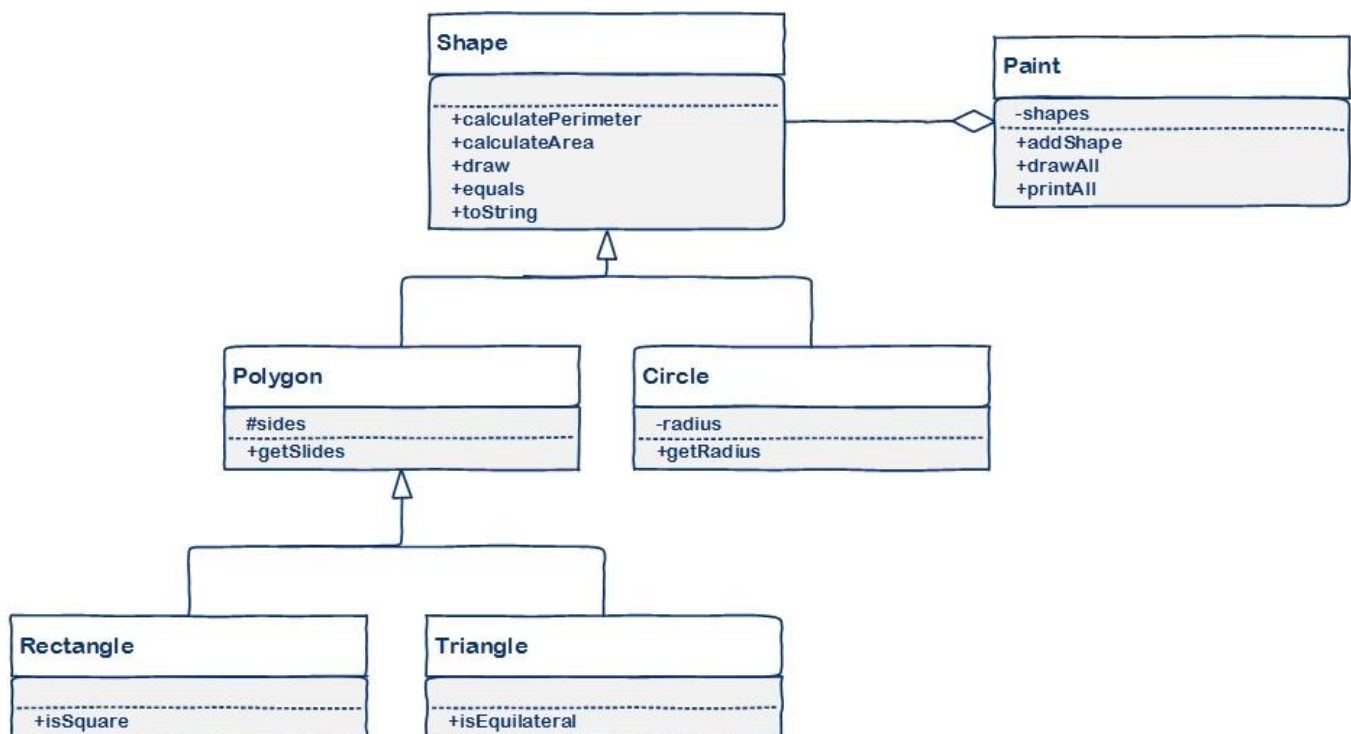 Shape
+calculatePerimeter
+calculateArea
+draw
+equals
+toString
Paint
-shapes
+addShape
+drawAll
+printAll
Polygon
#sides
+getSlides
Circle
-radius
+getRadius
Rectangle
+isSquare
Triangle
+isEquilateral